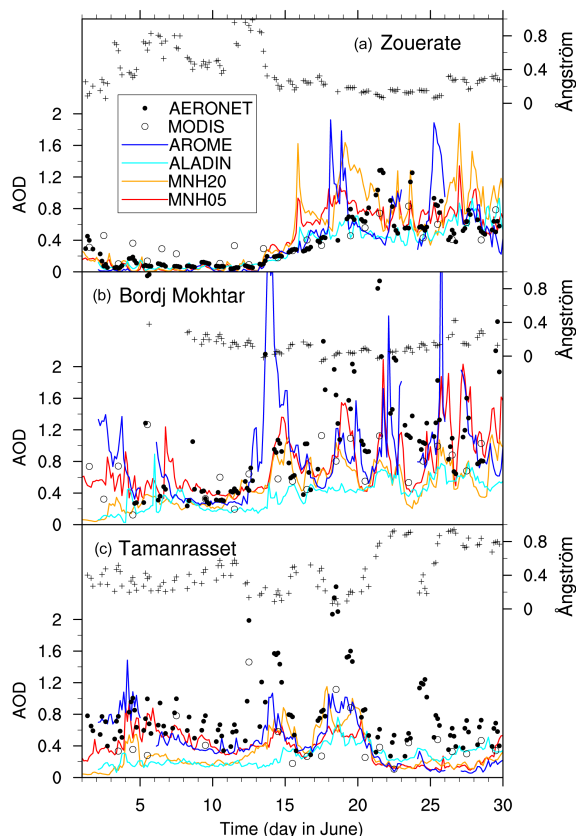 (a) Zouerate
0.8
0.4
0
Ångström
AERONET
MODIS
AROME
ALADIN
MNH20
MNH05
2
1.6
1.2
0.8
0.4
0
AOD
(b) Bordj Mokhtar
0.8
0.4
0
Ångström
2
1.6
1.2
0.8
0.4
0
AOD
(c) Tamanrasset
0.8
0.4
0
Ångström
2
1.6
1.2
0.8
0.4
0
AOD
5 10 15 20 25 30
Time (day in June)